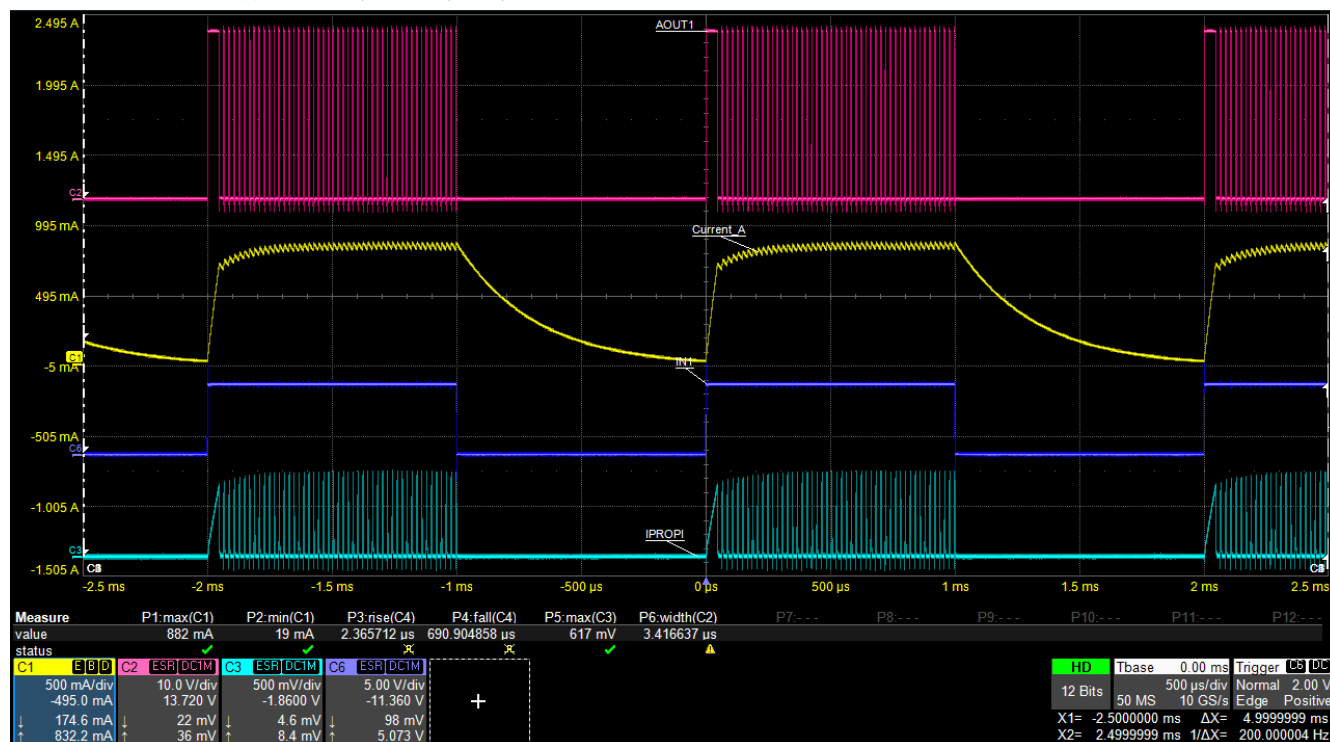 2.495 A
AOUT1
1.995 A
1.495 A
C2
995 mA
Current_A
495 mA
C1
-5 mA
IN1
-505 mA
C6
-1.005 A
IPROPI
C3
-1.505 A
-2.5 ms -2 ms -1.5 ms -1 ms -500 µs 0 µs 500 µs 1 ms 1.5 ms 2 ms 2.5 ms
Measure P1:max(C1) P2:min(C1) P3:rise(C4) P4:fall(C4) P5:max(C3) P6:width(C2) P7:--- P8:--- P9:--- P10:--- P11:--- P12:---
value 882 mA 19 mA 2.365712 µs 690.904858 µs 617 mV 3.416637 µs
status
C1 E B D C2 ESR DC1M C3 ESR DC1M C6 ESR DC1M HD Tbase 0.00 ms Trigger C6 DC
500 mA/div 10.0 V/div 500 mV/div 5.00 V/div 12 Bits 500 µs/div Normal 2.00 V
-495.0 mA 13.720 V -1.8600 V -11.360 V + 50 MS 10 GS/s Edge Positive
↓ 174.6 mA ↓ 22 mV ↓ 4.6 mV ↓ 98 mV X1= -2.5000000 ms ΔX= 4.9999999 ms
↑ 832.2 mA ↑ 36 mV ↑ 8.4 mV ↑ 5.073 V X2= 2.4999999 ms 1/ΔX= 200.000004 Hz